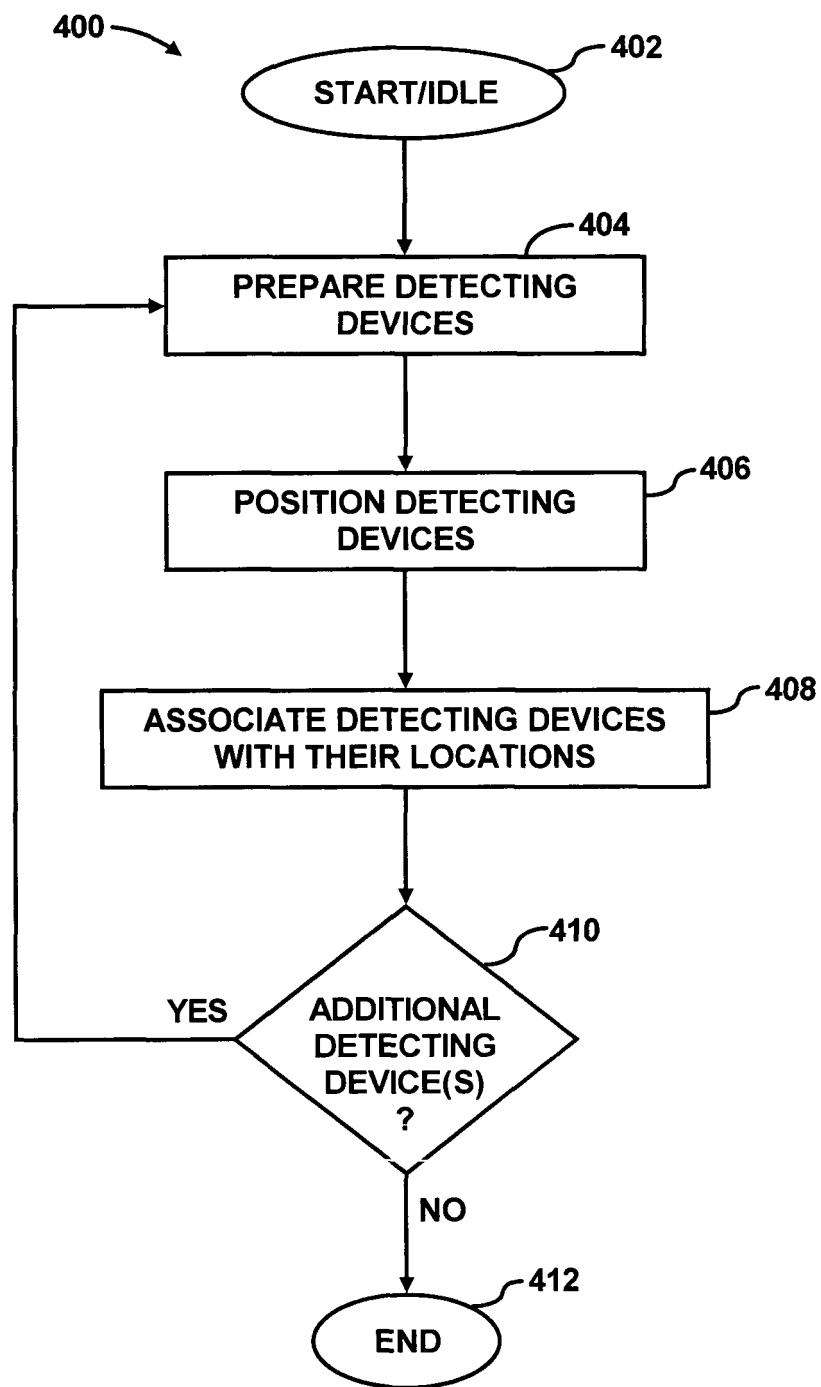 400
402
START/IDLE
404
PREPARE DETECTING
DEVICES
406
POSITION DETECTING
DEVICES
408
ASSOCIATE DETECTING DEVICES
WITH THEIR LOCATIONS
410
YES
ADDITIONAL
DETECTING
DEVICE(S)
?
NO
412
END